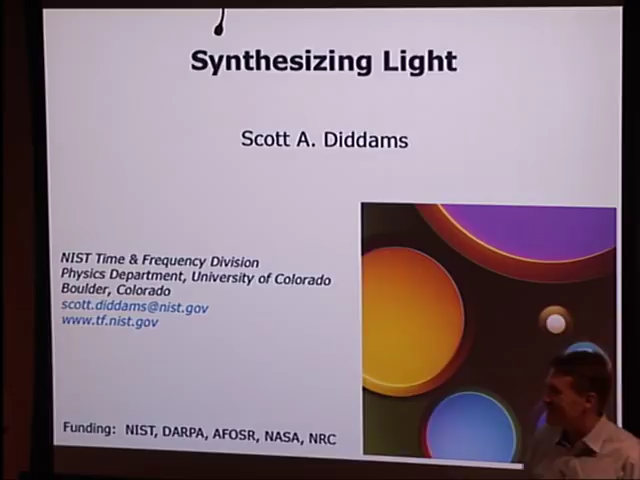 Synthesizing Light
Scott A. Diddams
NIST Time & Frequency Division
Physics Department, University of Colorado
Boulder, Colorado
scott.diddams@nist.gov
www.tf.nist.gov
Funding: NIST, DARPA, AFOSR, NASA, NRC